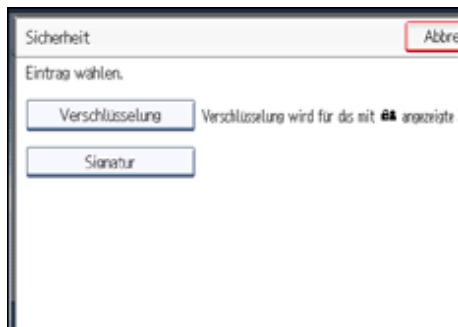 Sicherheit
Abbre
Eintrag wählen.
Verschlüsselung
Verschlüsselung wird für das mit angezeigte
Signatur